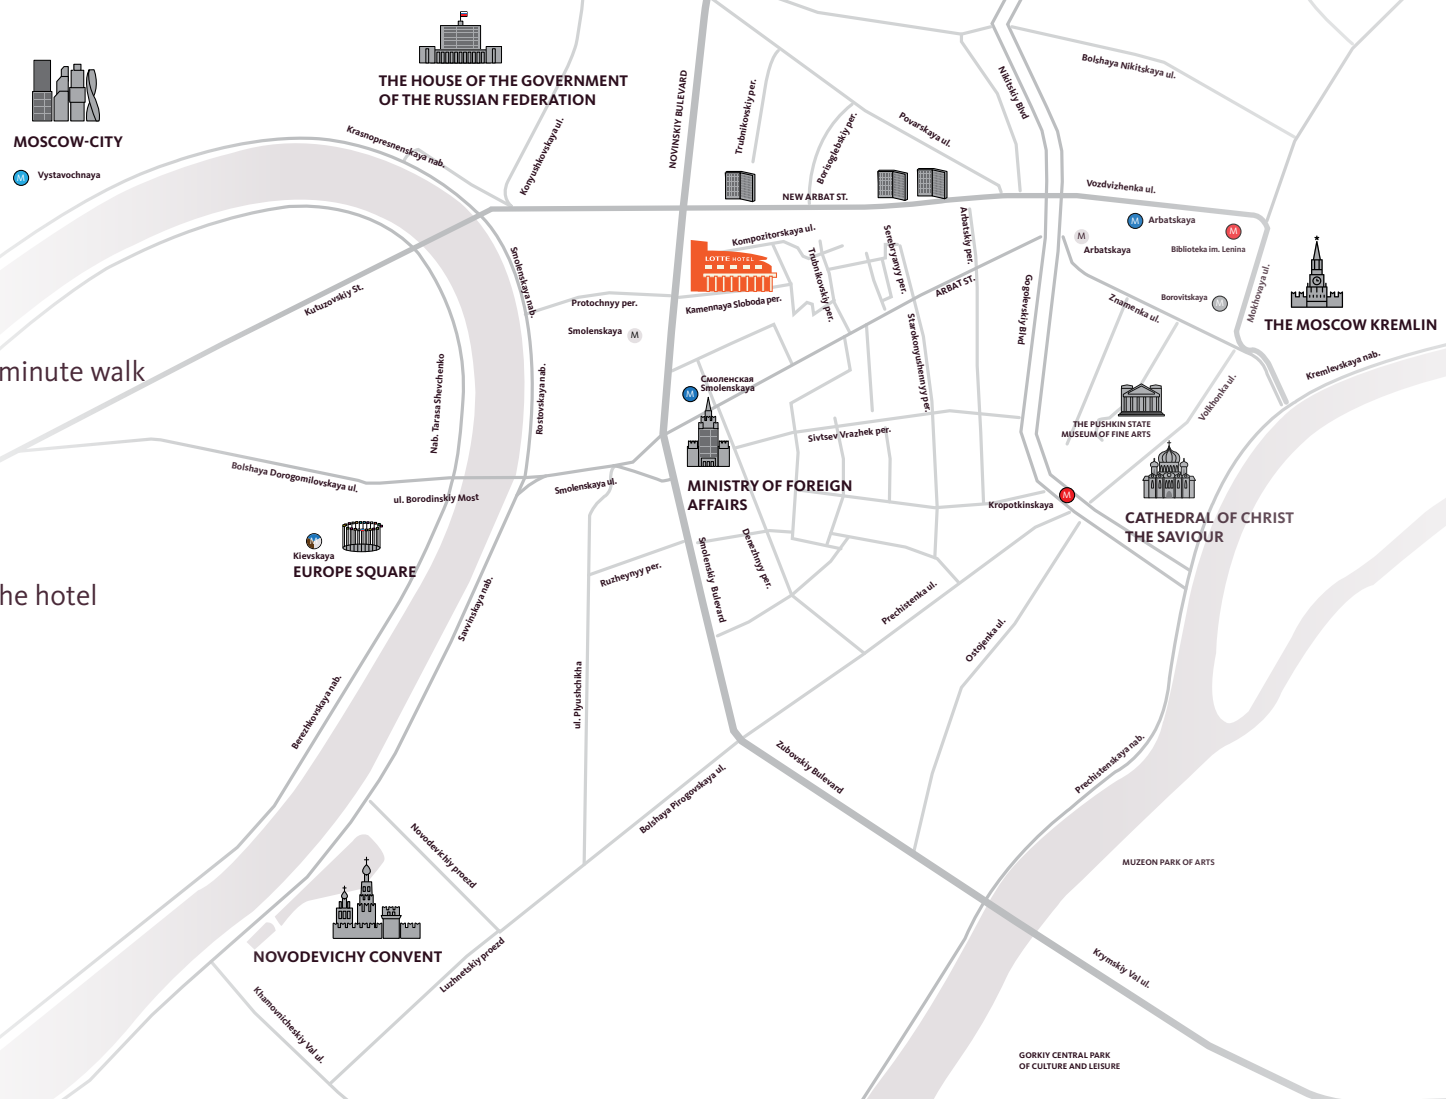 THE HOUSE OF THE GOVERNMENT
OF THE RUSSIAN FEDERATION
MOSCOW-CITY
M
Vystavochnaya
Krasnopresnenskaya nab.
Konyushkovskaya ul.
NOVINSKIY BULEVARD
Trubnikovskiy per.
Borisoglebskiy per.
Povarskaya ul.
Nikitskiy Blvd
Bolshaya Nikitskaya ul.
NEW ARBAT ST.
Vozdvizhenka ul.
M
Arbatskaya
M
Arbatskaya
M
Biblioteka im. Lenina
Kompozitorskaya ul.
LOTTE HOTEL
Trubnikovskiy per.
Serebryanyy per.
Arbatskiy per.
ARBAT ST.
Smolenskaya nab.
Kutuzovskiy St.
Protochnyy per.
Kamennaya Sloboda per.
Smolenskaya
M
Gogolevskiy Blvd
Starokonyushennyy per.
Znamenka ul.
Borovitskaya
M
Mokhovaya ul.
THE MOSCOW KREMLIN
Kremlevskaya nab.
minute walk
Nab. Tarasa Shevchenko
Rostovskaya nab.
M
Смоленская
Smolenskaya
Volkhonka ul.
THE PUSHKIN STATE
MUSEUM OF FINE ARTS
Sivtsev Vrazhek per.
Bolshaya Dorogomilovskaya ul.
ul. Borodinskiy Most
Smolenskaya ul.
MINISTRY OF FOREIGN
AFFAIRS
Kropotkinskaya
M
CATHEDRAL OF CHRIST
THE SAVIOUR
M
Kievskaya
EUROPE SQUARE
Smolenskiy Bulevard
Denezhnyy per.
Ruzheynyy per.
he hotel
Savvinskaya nab.
Prechistenka ul.
Ostojenka ul.
ul. Plyushchikha
Berezhkovskaya nab.
Zubovskiy Bulevard
Prechistenskaya nab.
Bolshaya Pirogovskaya ul.
Novodevichiy proezd
MUZEON PARK OF ARTS
NOVODEVICHY CONVENT
Luzhnetskiy proezd
Krymskiy Val ul.
Khamovnicheskiy Val ul.
GORKIY CENTRAL PARK
OF CULTURE AND LEISURE